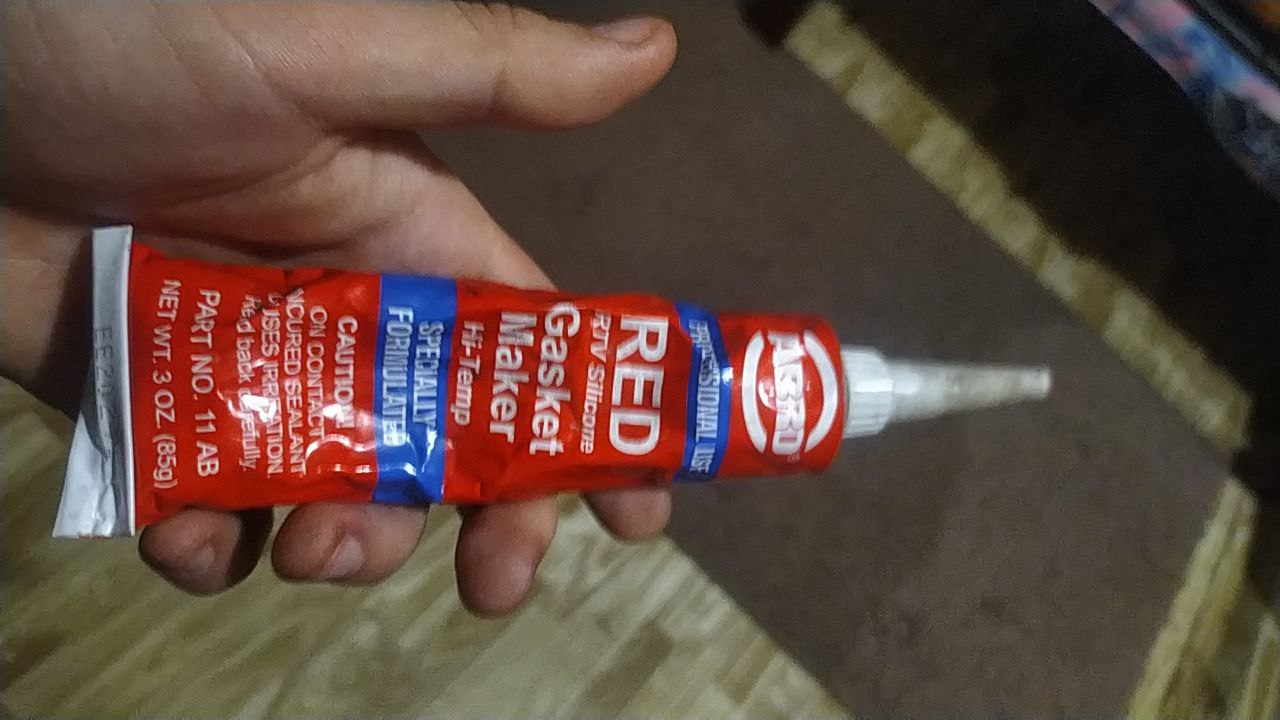 ABRO
PROFESSIONAL USE
RED
RTV Silicone
Gasket
Maker
Hi-Temp
SPECIALLY
FORMULATED
CAUTION
ON CONTACT
UNCURED SEALANT
CAUSES IRRITATION.
Read back carefully.
PART NO. 11 AB
NET WT. 3 OZ (85g)